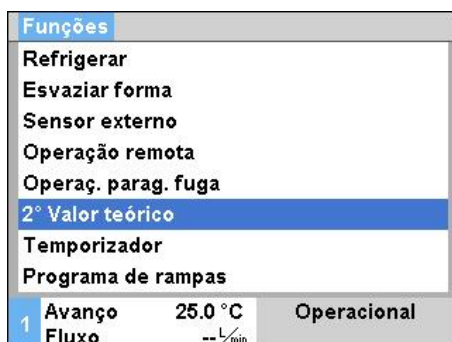 Funções
Refrigerar
Esvaziar forma
Sensor externo
Operação remota
Operaç. parag. fuga
2° Valor teórico
Temporizador
Programa de rampas
1 Avanço 25.0 °C Operacional
Fluxo -- L/min